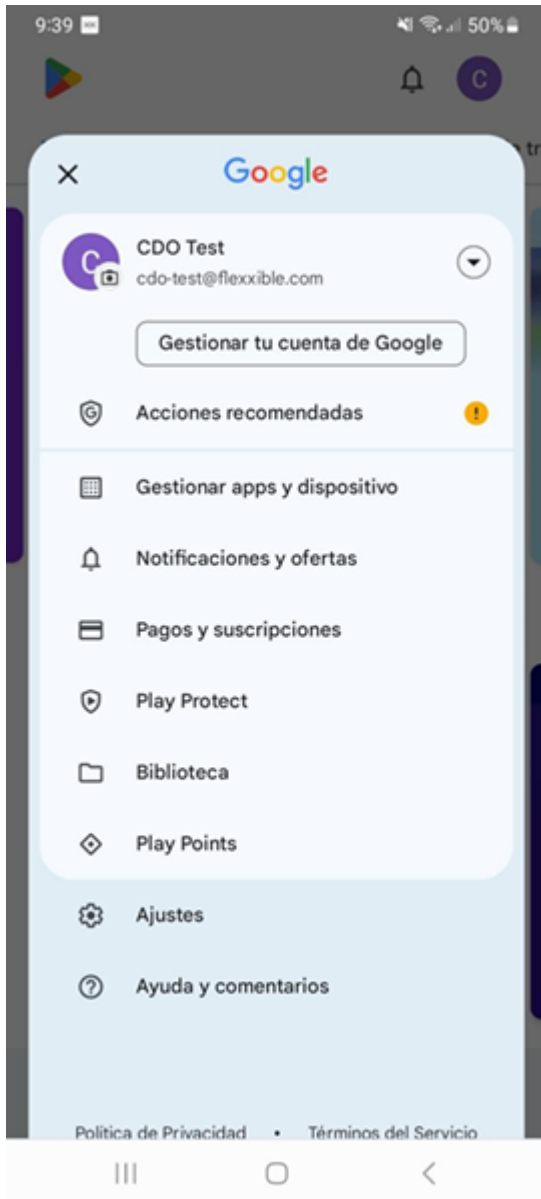 9:39
50%
C
Google
C
CDO Test
cdo-test@flexxible.com
Gestionar tu cuenta de Google
Acciones recomendadas
Gestionar apps y dispositivo
Notificaciones y ofertas
Pagos y suscripciones
Play Protect
Biblioteca
Play Points
Ajustes
Ayuda y comentarios
Política de Privacidad • Términos del Servicio